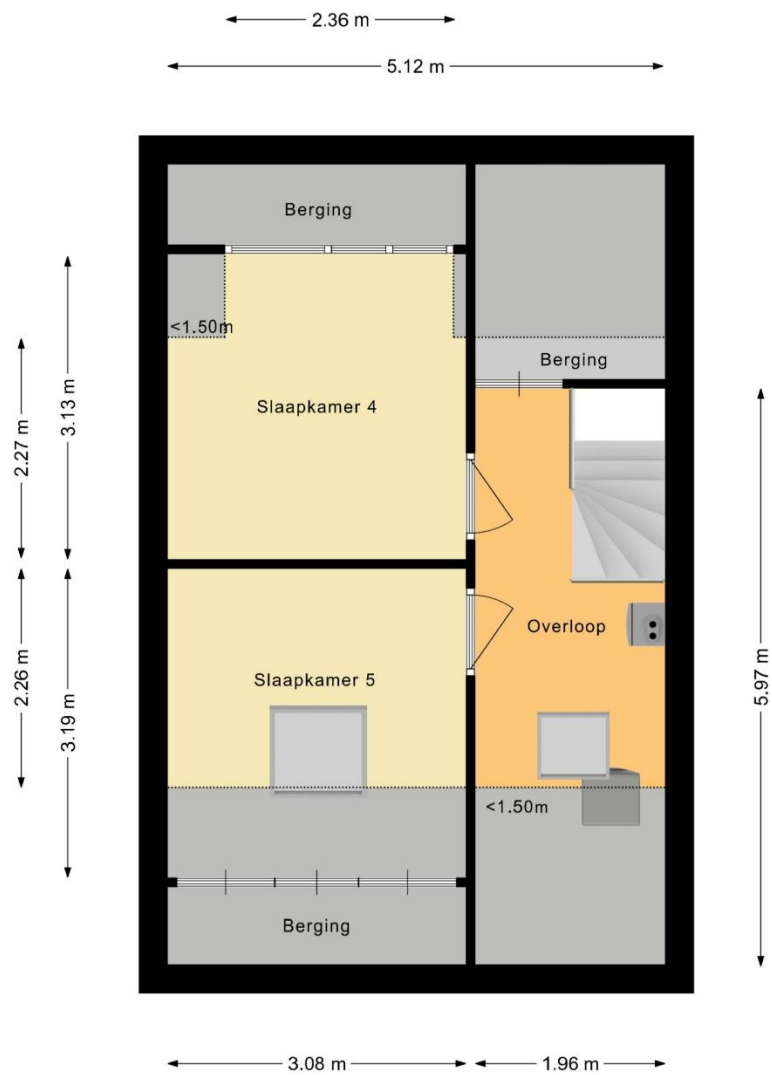 2.36 m
5.12 m
Berging
<1.50m
Berging
3.13 m
2.27 m
Slaapkamer 4
Overloop
2.26 m
3.19 m
Slaapkamer 5
5.97 m
<1.50m
Berging
3.08 m
1.96 m